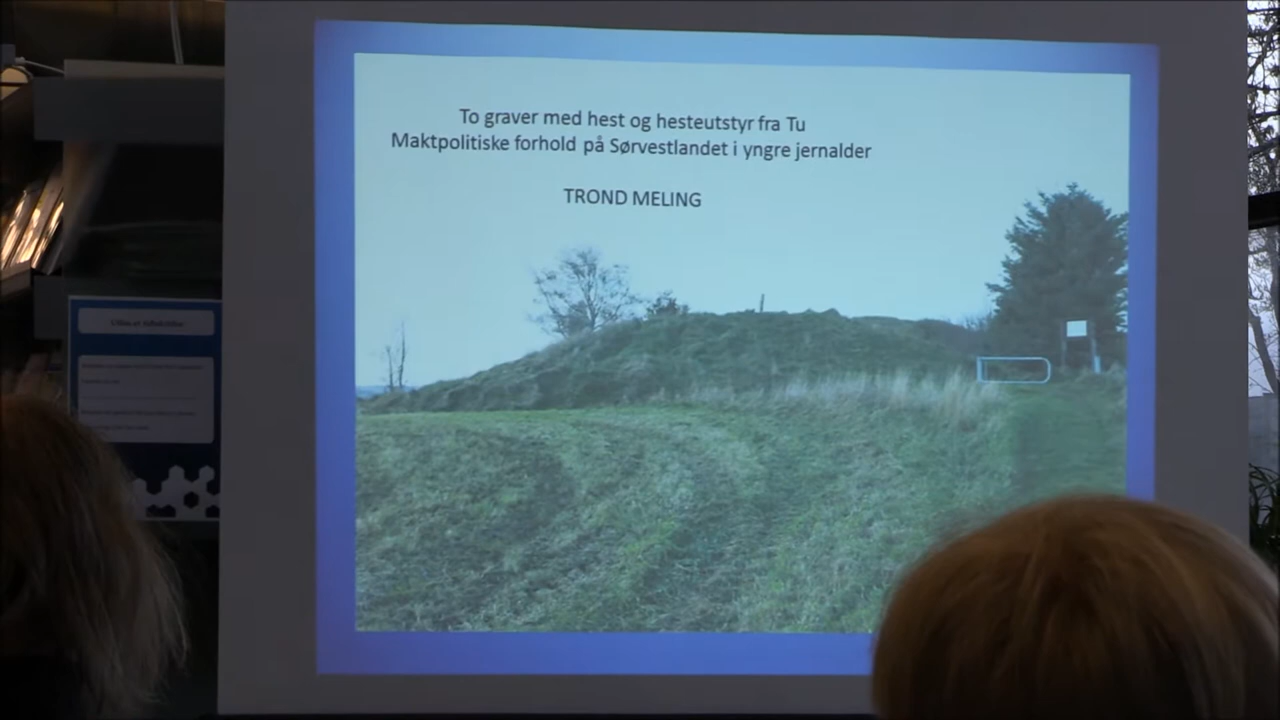 To graver med hest og hesteutstyr fra Tu
Maktpolitiske forhold på Sørvestlandet i yngre jernalder
TROND MELING